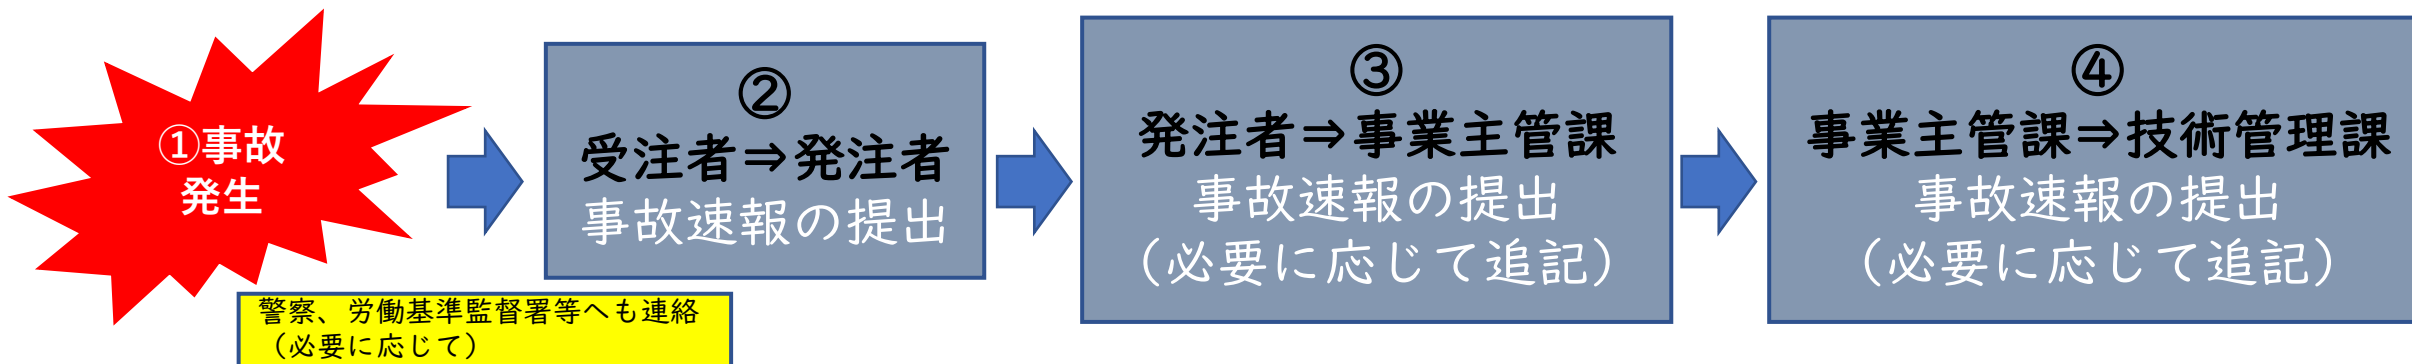 ①事故
発生
②
受注者⇒発注者
事故速報の提出
③
発注者⇒事業主管課
事故速報の提出
（必要に応じて追記）
④
事業主管課⇒技術管理課
事故速報の提出
（必要に応じて追記）
警察、労働基準監督署等へも連絡
（必要に応じて）